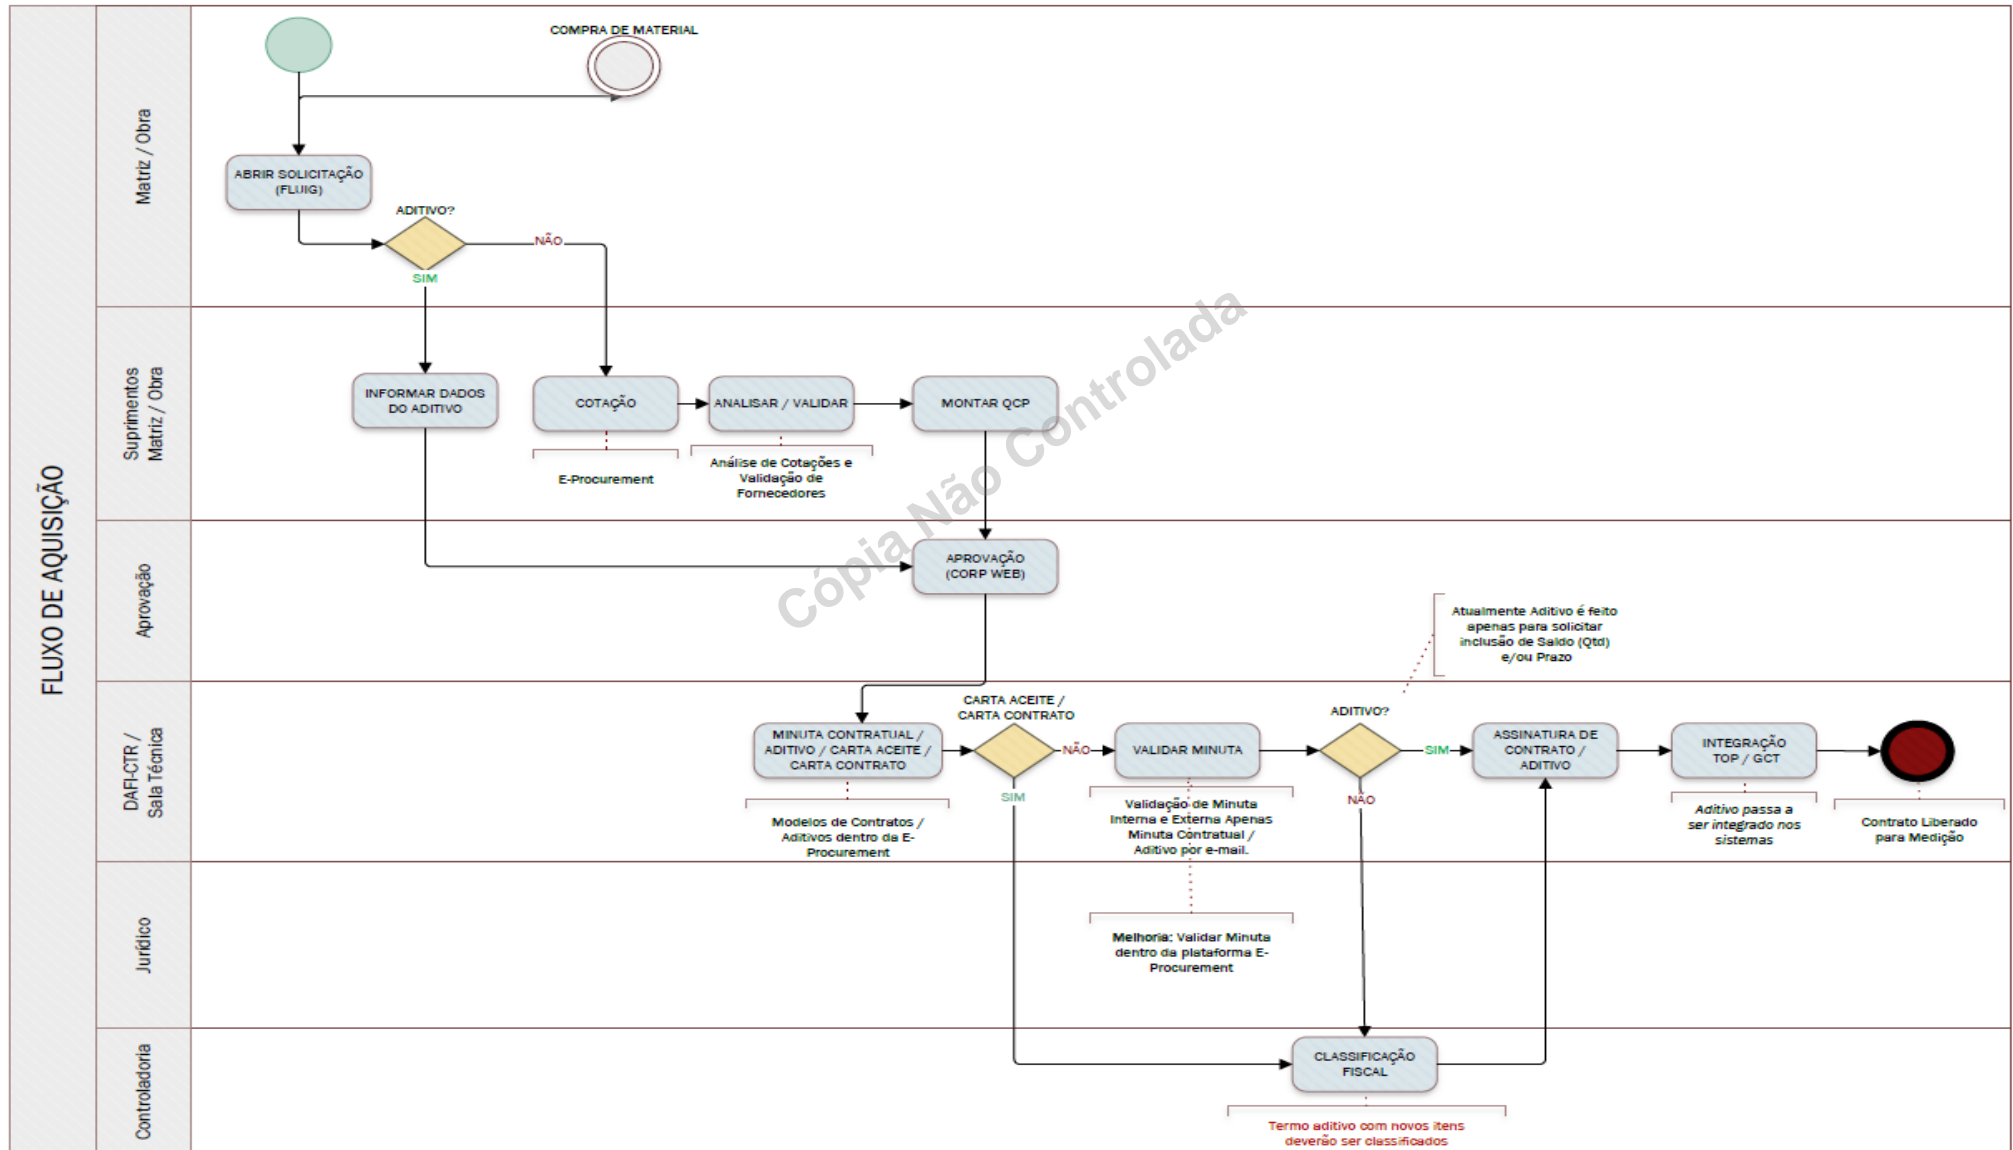 FLUXO DE AQUISIÇÃO
Matriz / Obra
COMPRA DE MATERIAL
ABRIR SOLICITAÇÃO
(FLUIG)
ADITIVO?
NÃO
SIM
Suprimentos
Matriz / Obra
INFORMAR DADOS
DO ADITIVO
COTAÇÃO
ANALISAR / VALIDAR
MONTAR QCP
E-Procurement
Análise de Cotações e
Validação de
Fornecedores
Cópia Não Controlada
Aprovação
APROVAÇÃO
(CORP WEB)
Atualmente Aditivo é feito
apenas para solicitar
inclusão de Saldo (Qtd)
e/ou Prazo
DAFI-CTR /
Sala Técnica
MINUTA CONTRATUAL /
ADITIVO / CARTA ACEITE /
CARTA CONTRATO
CARTA ACEITE /
CARTA CONTRATO
NÃO
SIM
VALIDAR MINUTA
ADITIVO?
SIM
NÃO
ASSINATURA DE
CONTRATO /
ADITIVO
INTEGRAÇÃO
TOP / GCT
Modelos de Contratos /
Aditivos dentro da E-
Procurement
Validação de Minuta
Interna e Externa Apenas
Minuta Contratual /
Aditivo por e-mail.
Aditivo passa a
ser integrado nos
sistemas
Contrato Liberado
para Medição
Jurídico
Melhoria: Validar Minuta
dentro da plataforma E-
Procurement
Controladoria
CLASSIFICAÇÃO
FISCAL
Termo aditivo com novos itens
deverão ser classificados